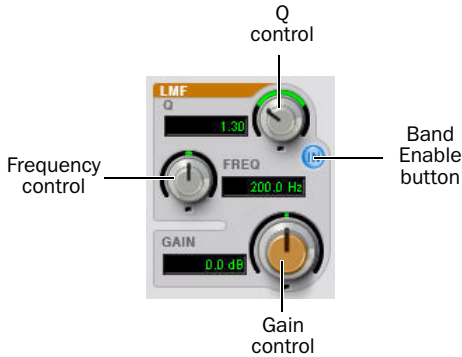 Q
control
LMF
Q
1.30
IN
Band
Enable
button
Frequency
control
FREQ
200.0 Hz
GAIN
0.0 dB
Gain
control